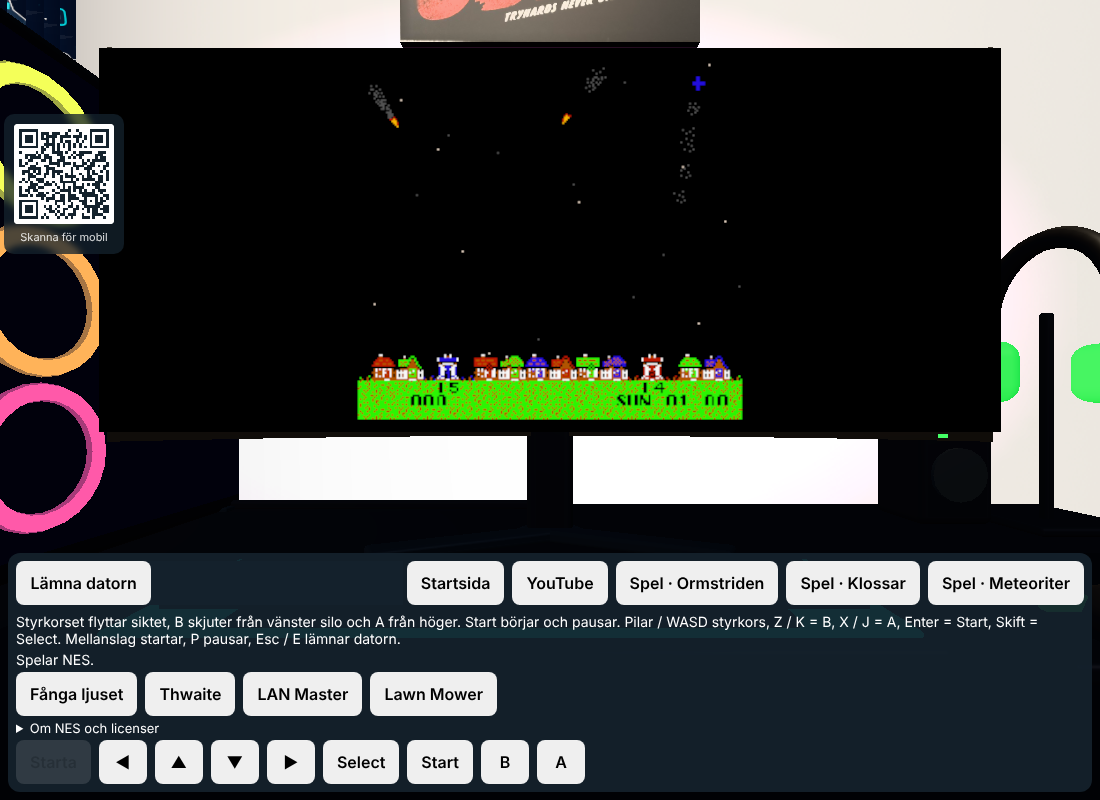 TRYHARDS NEVER
Skanna för mobil
15
14
000
SUN 01 00
Lämna datorn
Startsida
YouTube
Spel · Ormstriden
Spel · Klossar
Spel · Meteoriter
Styrkorset flyttar siktet, B skjuter från vänster silo och A från höger. Start börjar och pausar. Pilar / WASD styrkors, Z / K = B, X / J = A, Enter = Start, Skift =
Select. Mellanslag startar, P pausar, Esc / E lämnar datorn.
Spelar NES.
Fånga ljuset
Thwaite
LAN Master
Lawn Mower
Om NES och licenser
Starta
Select
Start
B
A